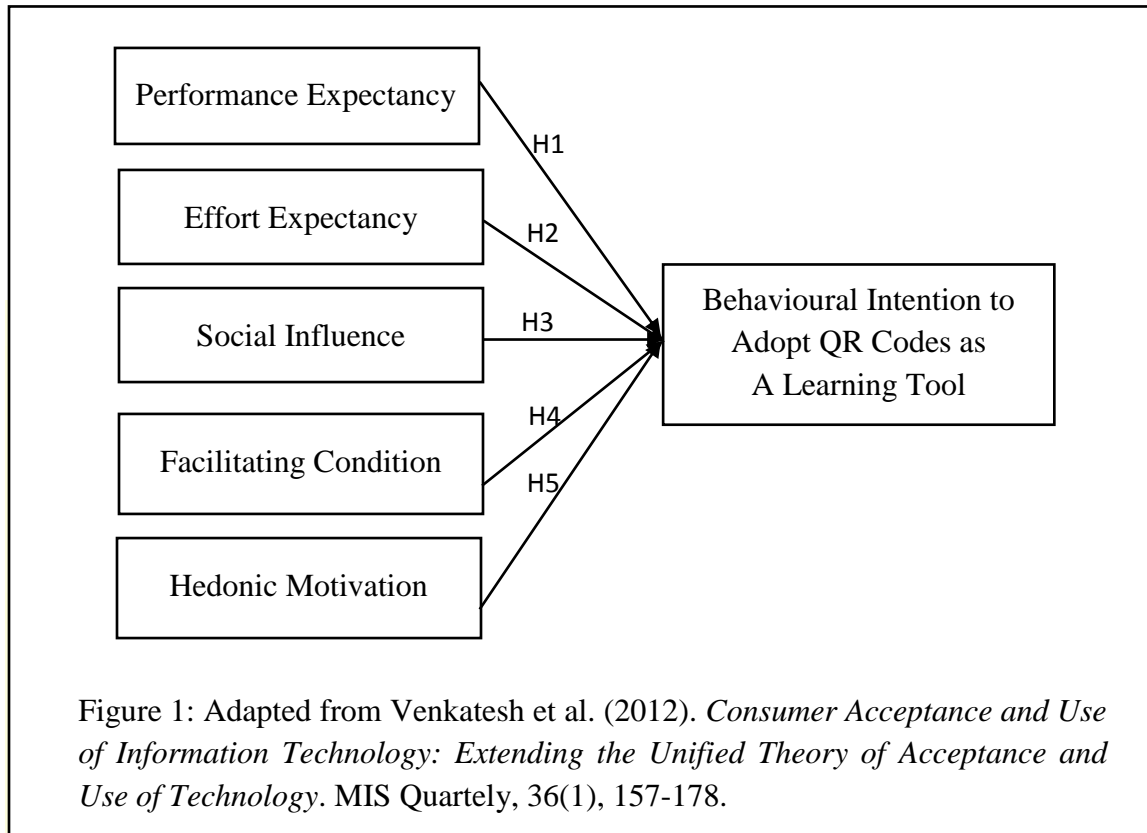 Performance Expectancy
H1
Effort Expectancy
H2
Behavioural Intention to
Adopt QR Codes as
A Learning Tool
Social Influence
H3
Facilitating Condition
H4
H5
Hedonic Motivation
Figure 1: Adapted from Venkatesh et al. (2012). Consumer Acceptance and Use
of Information Technology: Extending the Unified Theory of Acceptance and
Use of Technology. MIS Quartely, 36(1), 157-178.